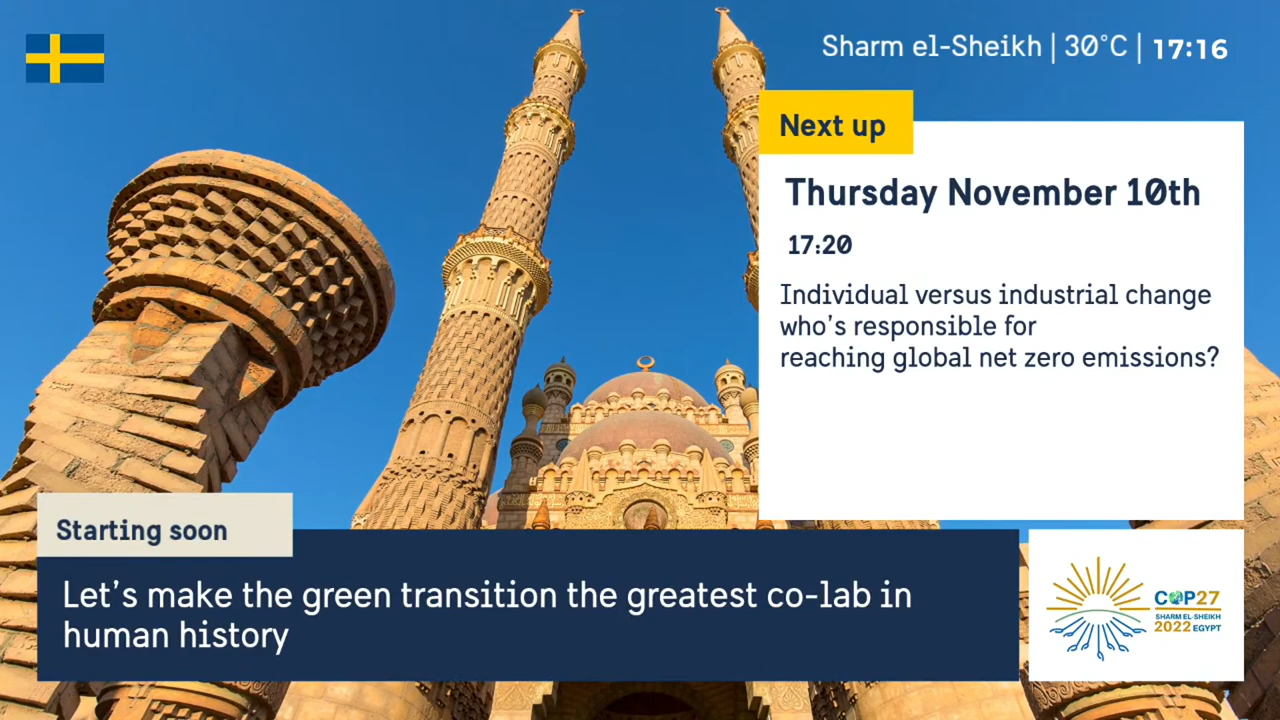 Sharm el-Sheikh | 30°C | 17:16
Next up
Thursday November 10th
17:20
Individual versus industrial change
who's responsible for
reaching global net zero emissions?
Starting soon
Let's make the green transition the greatest co-lab in
human history
COP27
SHARM EL-SHEIKH
2022 EGYPT